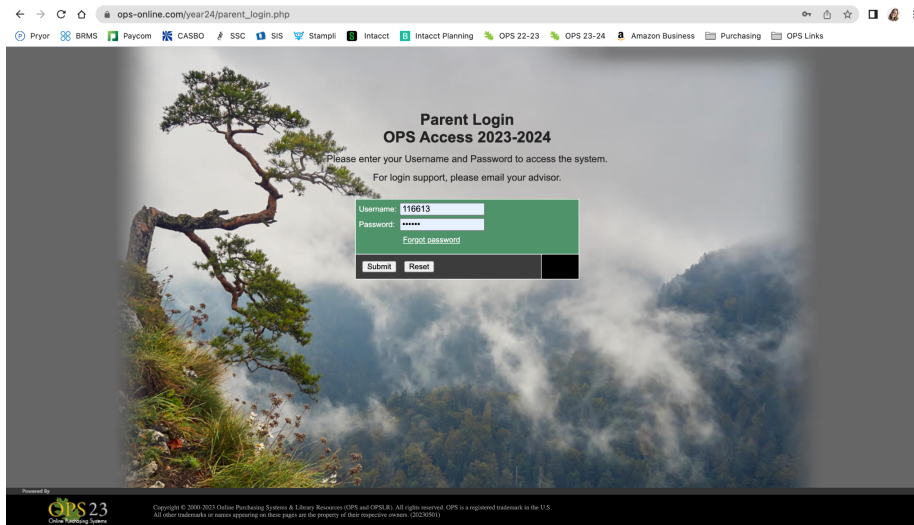 ops-online.com/year24/parent_login.php
Pryor BRMS Paycom CASBO SSC SIS Stampli Intacct Intacct Planning OPS 22-23 OPS 23-24 Amazon Business Purchasing OPS Links
Parent Login
OPS Access 2023-2024
Please enter your Username and Password to access the system.
For login support, please email your advisor.
Username: 116613
Password: ••••••
Forgot password
Submit Reset
Powered By
OPS 23
Online Purchasing Systems
Copyright © 2000-2023 Online Purchasing Systems & Library Resources (OPS and OPSLR). All rights reserved. OPS is a registered trademark in the U.S.
All other trademarks or names appearing on these pages are the property of their respective owners. (20230501)